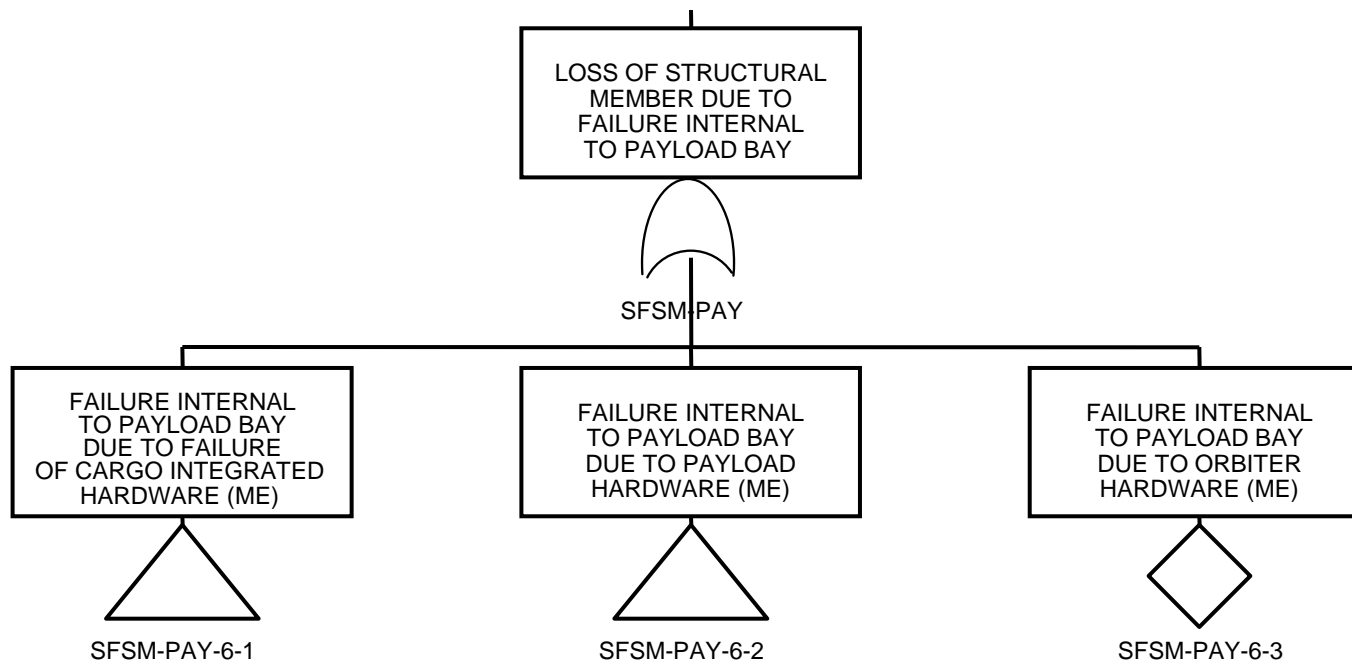 LOSS OF STRUCTURAL
MEMBER DUE TO
FAILURE INTERNAL
TO PAYLOAD BAY
SFSM-PAY
FAILURE INTERNAL
TO PAYLOAD BAY
DUE TO FAILURE
OF CARGO INTEGRATED
HARDWARE (ME)
SFSM-PAY-6-1
FAILURE INTERNAL
TO PAYLOAD BAY
DUE TO PAYLOAD
HARDWARE (ME)
SFSM-PAY-6-2
FAILURE INTERNAL
TO PAYLOAD BAY
DUE TO ORBITER
HARDWARE (ME)
SFSM-PAY-6-3